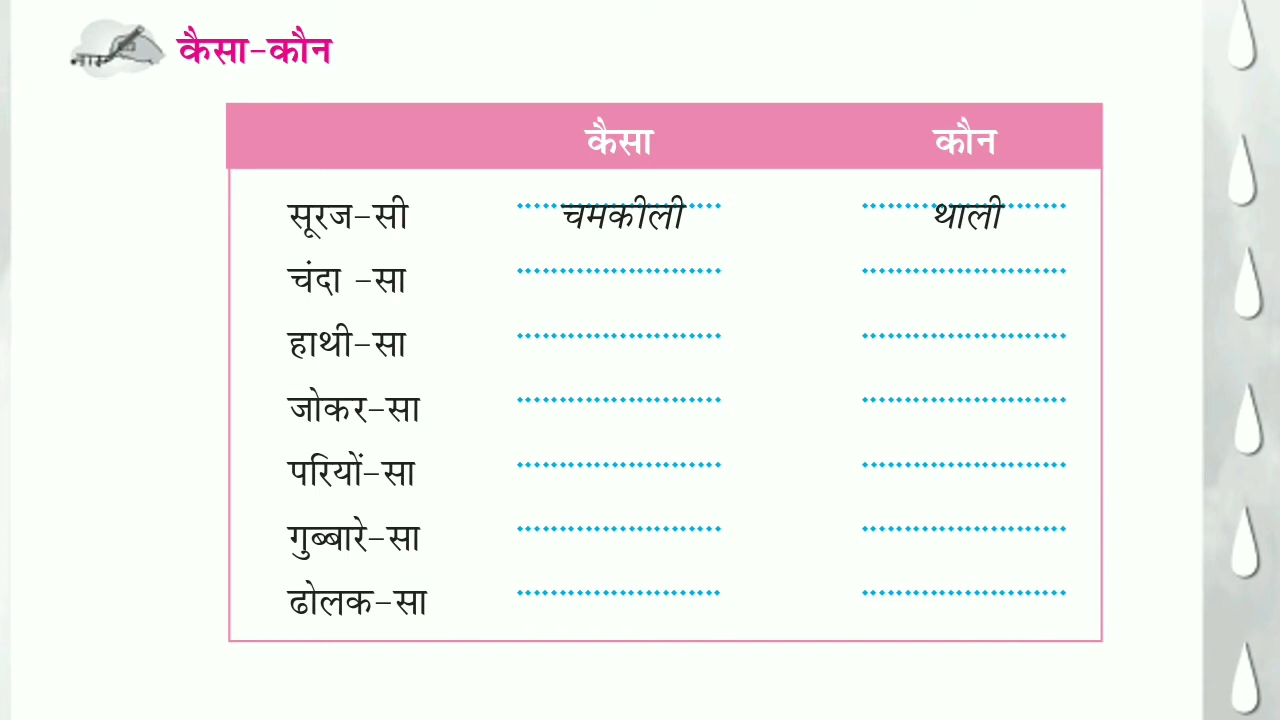 कैसा-कौन
कैसा कौन
सूरज-सी चमकीली थाली
चंदा -सा
हाथी-सा
जोकर-सा
परियों-सा
गुब्बारे-सा
ढोलक-सा